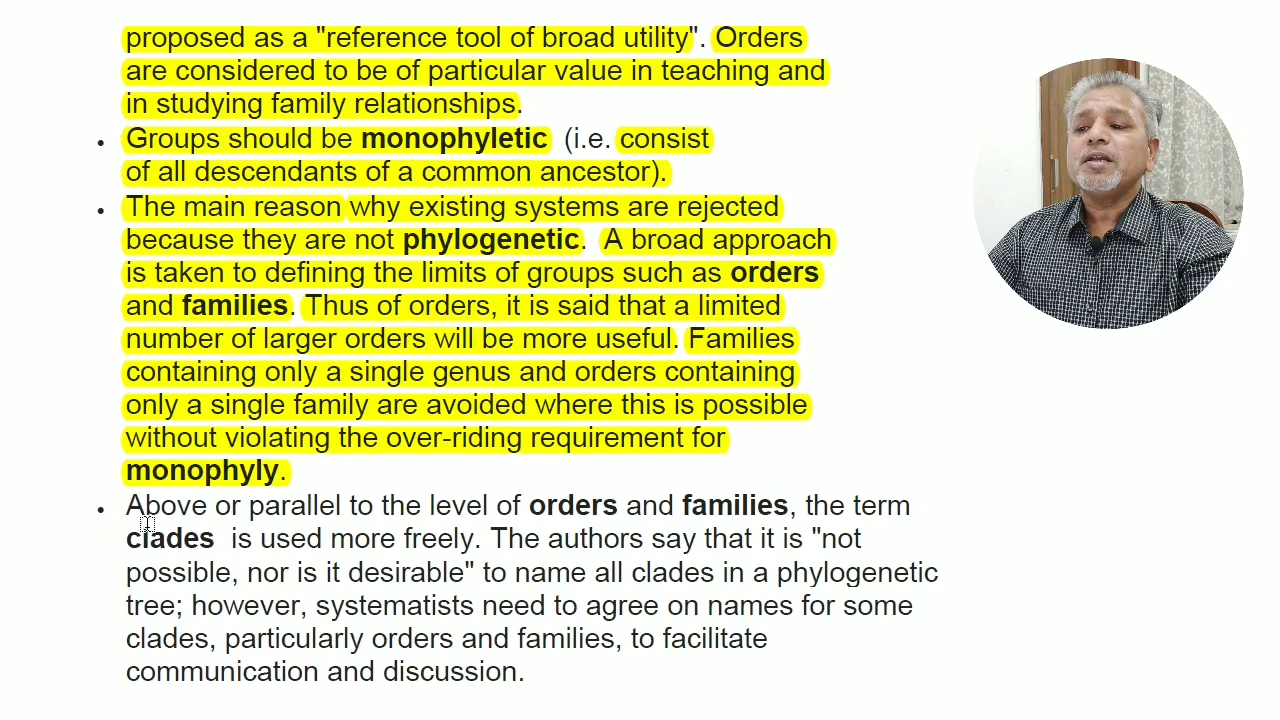 proposed as a "reference tool of broad utility". Orders
are considered to be of particular value in teaching and
in studying family relationships.
• Groups should be monophyletic (i.e. consist
of all descendants of a common ancestor).
• The main reason why existing systems are rejected
because they are not phylogenetic. A broad approach
is taken to defining the limits of groups such as orders
and families. Thus of orders, it is said that a limited
number of larger orders will be more useful. Families
containing only a single genus and orders containing
only a single family are avoided where this is possible
without violating the over-riding requirement for
monophyly.
• Above or parallel to the level of orders and families, the term
clades is used more freely. The authors say that it is "not
possible, nor is it desirable" to name all clades in a phylogenetic
tree; however, systematists need to agree on names for some
clades, particularly orders and families, to facilitate
communication and discussion.